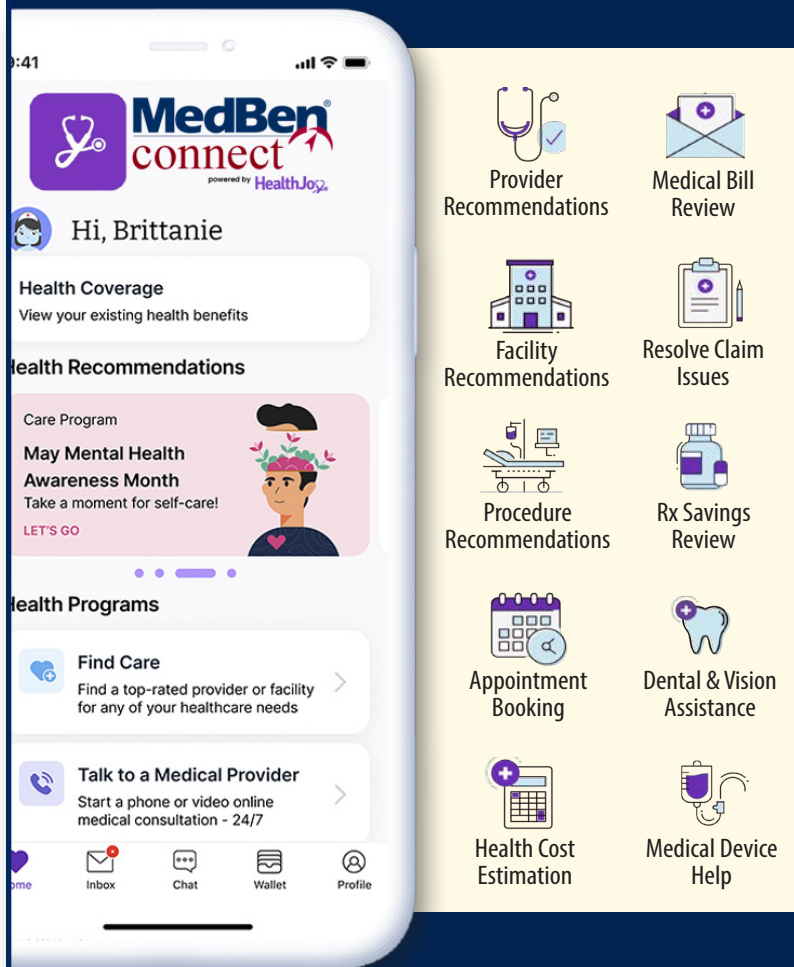 :41
MedBen®
connect
powered by HealthJoy
Hi, Brittanie
Health Coverage
View your existing health benefits
Health Recommendations
Care Program
May Mental Health
Awareness Month
Take a moment for self-care!
LET'S GO
Health Programs
Find Care
Find a top-rated provider or facility
for any of your healthcare needs
Talk to a Medical Provider
Start a phone or video online
medical consultation - 24/7
ome
Inbox
Chat
Wallet
Profile
Provider
Recommendations
Medical Bill
Review
Facility
Recommendations
Resolve Claim
Issues
Procedure
Recommendations
Rx Savings
Review
Appointment
Booking
Dental & Vision
Assistance
Health Cost
Estimation
Medical Device
Help